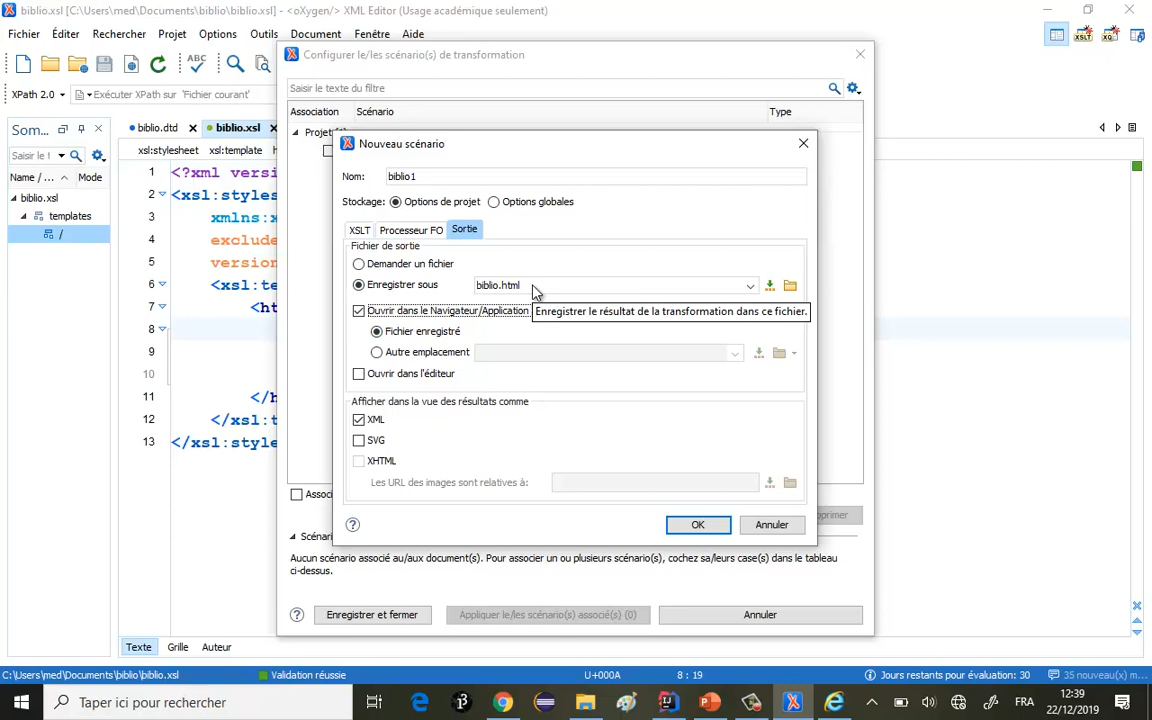 biblio.xsl [C:\Users\med\Documents\biblio\biblio.xsl] - <oXygen/> XML Editor (Usage académique seulement)
Fichier Éditer Rechercher Projet Options Outils Document Fenêtre Aide
Configurer le/les scénario(s) de transformation
ABC
XSLT XQ
Saisir le texte du filtre
XPath 2.0 Exécuter XPath sur 'Fichier courant'
Association Scénario Type
Som... biblio.dtd biblio.xsl
Projet
Nouveau scénario
Saisir le xsl:stylesheet xsl:template
Name / ... Mode
Nom: biblio1
biblio.xsl
Stockage: Options de projet Options globales
templates
/
XSLT Processeur FO Sortie
Fichier de sortie
Demander un fichier
Enregistrer sous biblio.html
Ouvrir dans le Navigateur/Application
Enregistrer le résultat de la transformation dans ce fichier.
Fichier enregistré
Autre emplacement
Ouvrir dans l'éditeur
Afficher dans la vue des résultats comme
XML
SVG
XHTML
Les URL des images sont relatives à:
OK Annuler
1 <?xml versi
2 <xsl:styles
3 xmlns:x
4 exclude
5 version
6 <xsl:te
7 <ht
8
9
10
11 </h
12 </xsl:t
13 </xsl:style
Associ
primer
Scénari
Aucun scénario associé au/aux document(s). Pour associer un ou plusieurs scénario(s), cochez sa/leurs case(s) dans le tableau
ci-dessus.
Enregistrer et fermer Appliquer le/les scénario(s) associé(s) (0) Annuler
Texte Grille Auteur
C:\Users\med\Documents\biblio\biblio.xsl Validation réussie U+000A 8 : 19 Jours restants pour évaluation: 30 35 nouveau(x) m...
Taper ici pour rechercher
FRA
12:39
22/12/2019